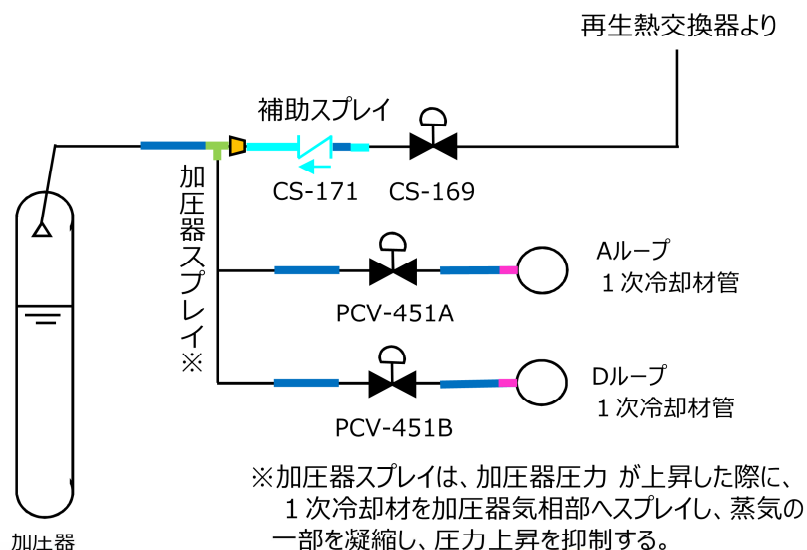 再生熱交換器より
補助スプレイ
CS-171
CS-169
加圧器スプレイ※
Aループ
１次冷却材管
PCV-451A
Dループ
１次冷却材管
PCV-451B
※加圧器スプレイは、加圧器圧力 が上昇した際に、
１次冷却材を加圧器気相部へスプレイし、蒸気の
一部を凝縮し、圧力上昇を抑制する。
加圧器